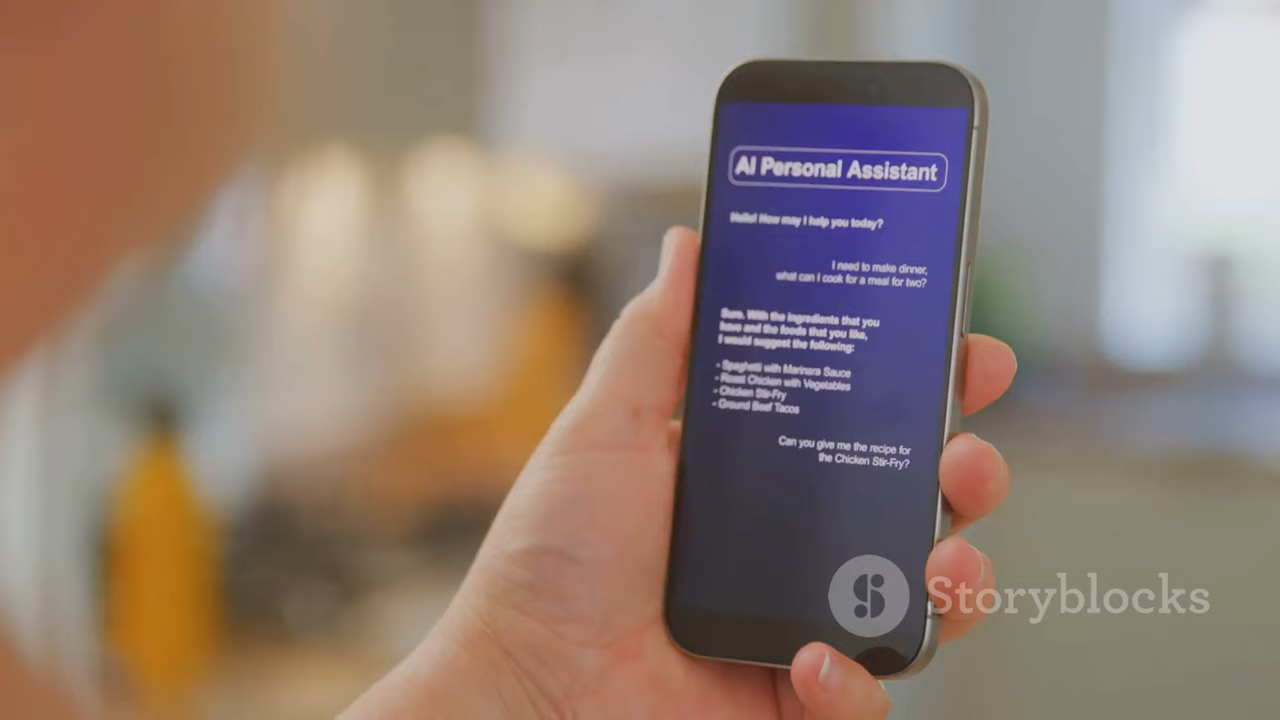 AI Personal Assistant
Hello! How may I help you today?
I need to make dinner,
what can I cook for a meal for two?
Sure. With the ingredients that you
have and the foods that you like,
I would suggest the following:
- Spaghetti with Marinara Sauce
- Roast Chicken with Vegetables
- Chicken Stir-Fry
- Ground Beef Tacos
Can you give me the recipe for
the Chicken Stir-Fry?
Storyblocks